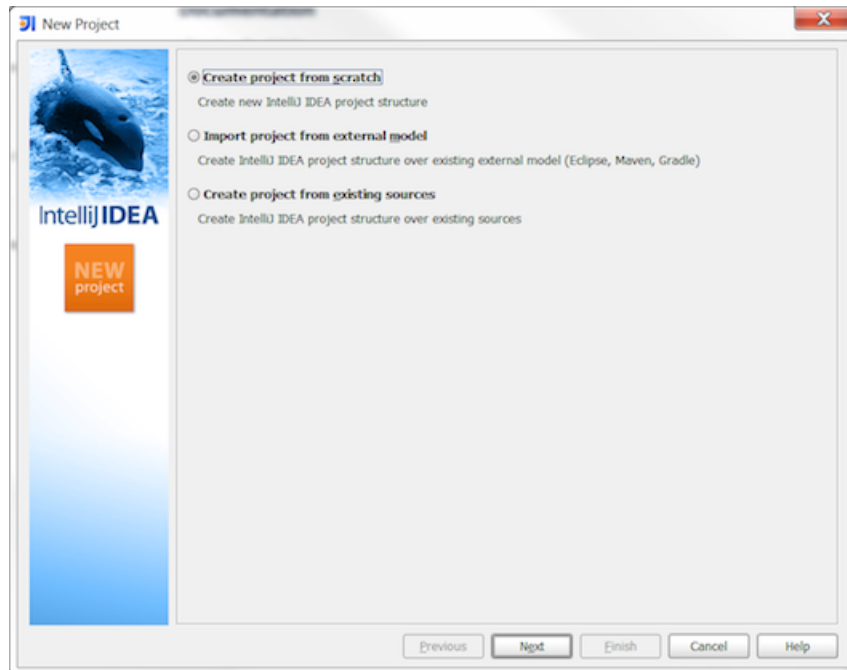 New Project
Create project from scratch
Create new IntelliJ IDEA project structure
Import project from external model
Create IntelliJ IDEA project structure over existing external model (Eclipse, Maven, Gradle)
Create project from existing sources
Create IntelliJ IDEA project structure over existing sources
IntelliJ IDEA
NEW
project
Previous Next Finish Cancel Help